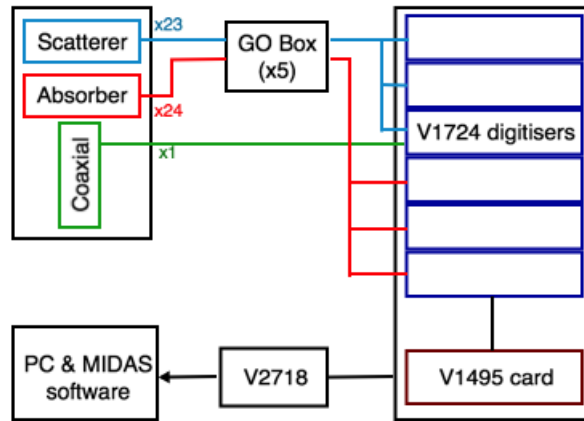 Scatterer
x23
GO Box
(x5)
Absorber
x24
V1724 digitisers
Coaxial
x1
PC & MIDAS
software
V2718
V1495 card